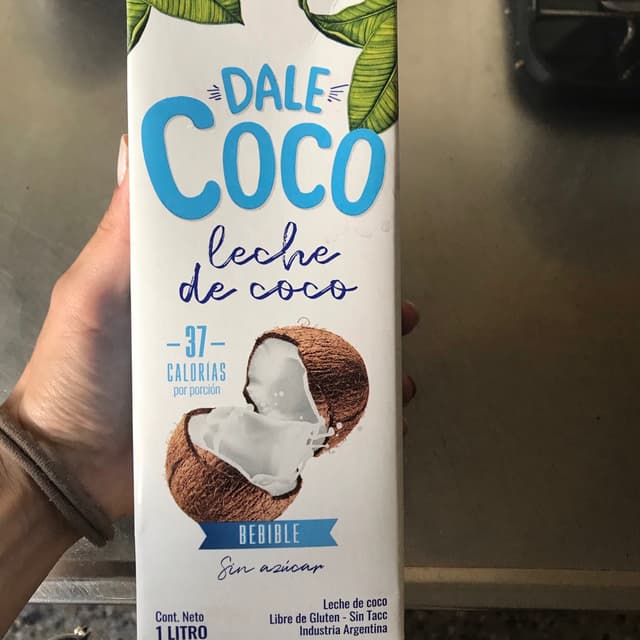 DALE
COCO
leche
de coco
37
CALORÍAS
por porción
BEBIBLE
Sin azúcar
Cont. Neto
1 LITRO
Leche de coco
Libre de Gluten - Sin Tacc
Industria Argentina